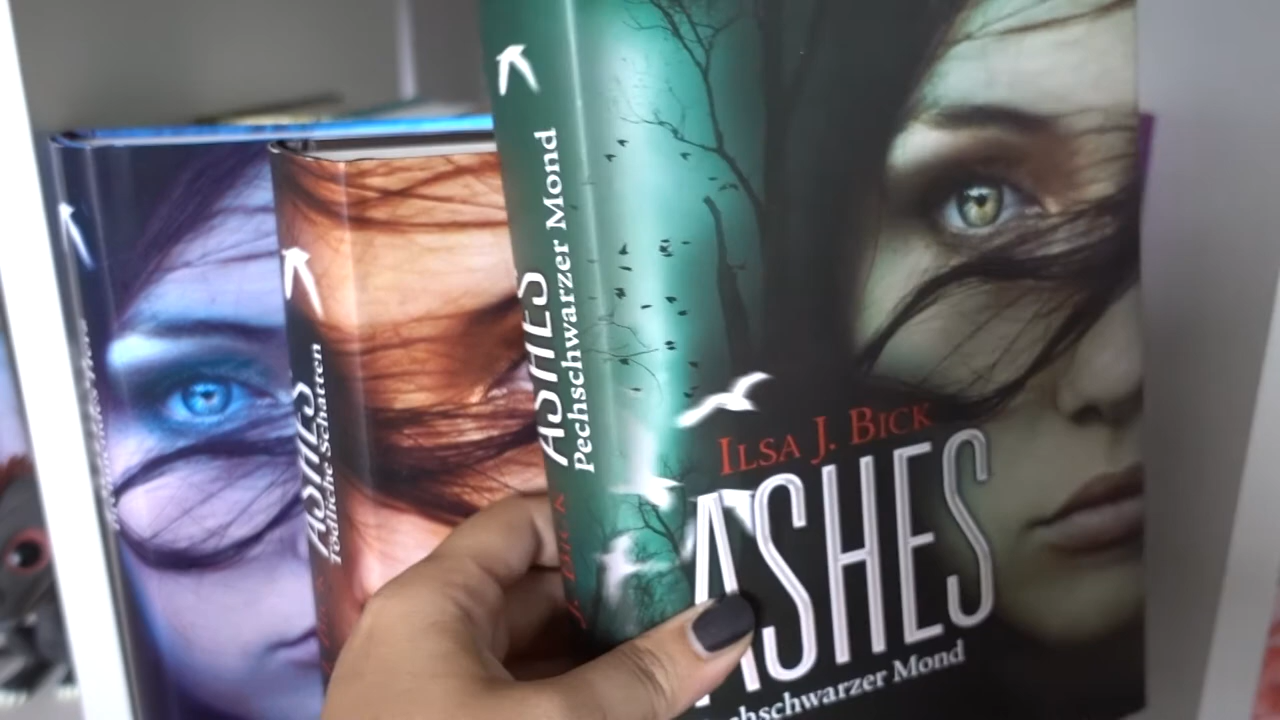 ASHES
Tödliche Schatten
ASHES
Pechschwarzer Mond
ILSA J. BICK
ASHES
Pechschwarzer Mond